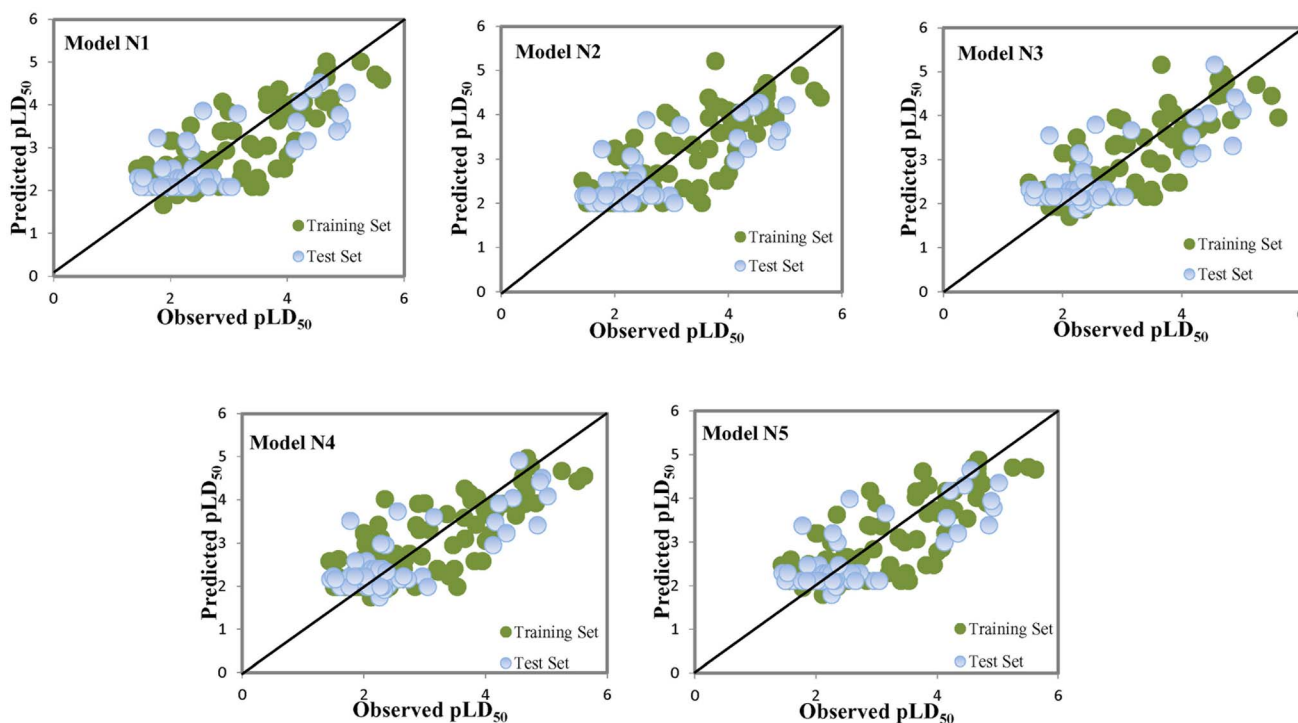 Model N1
Predicted pLD50
6
5
4
3
2
1
0
Training Set
Test Set
0 2 4 6
Observed pLD50
Model N2
Predicted pLD50
6
5
4
3
2
1
0
Training Set
Test Set
0 2 4 6
Observed pLD50
Model N3
Predicted pLD50
6
5
4
3
2
1
0
Training Set
Test Set
0 2 4 6
Observed pLD50
Model N4
Predicted pLD50
6
5
4
3
2
1
0
Training Set
Test Set
0 2 4 6
Observed pLD50
Model N5
Predicted pLD50
6
5
4
3
2
1
0
Training Set
Test Set
0 2 4 6
Observed pLD50